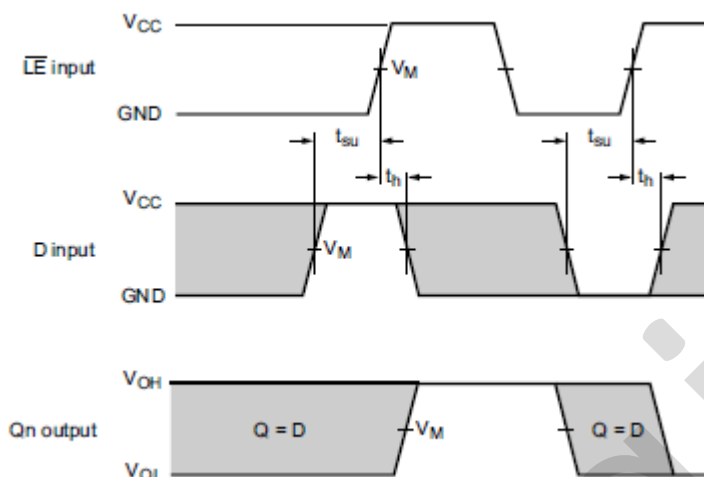 VCC
LE input
VM
GND
tsu
tsu
th
th
VCC
D input
VM
GND
VOH
Qn output
Q = D
VM
Q = D
VOL